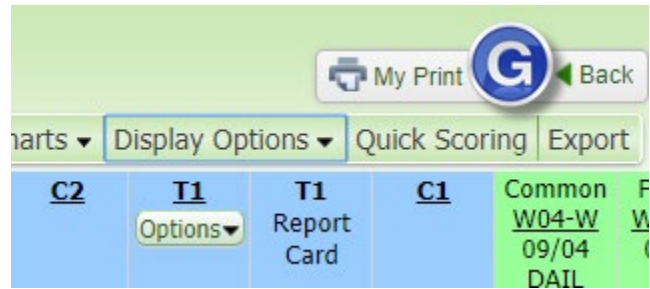 My Print G Back
harts Display Options Quick Scoring Export
C2 T1 T1 C1 Common F
Options Report W04-W W
Card 09/04
DAIL